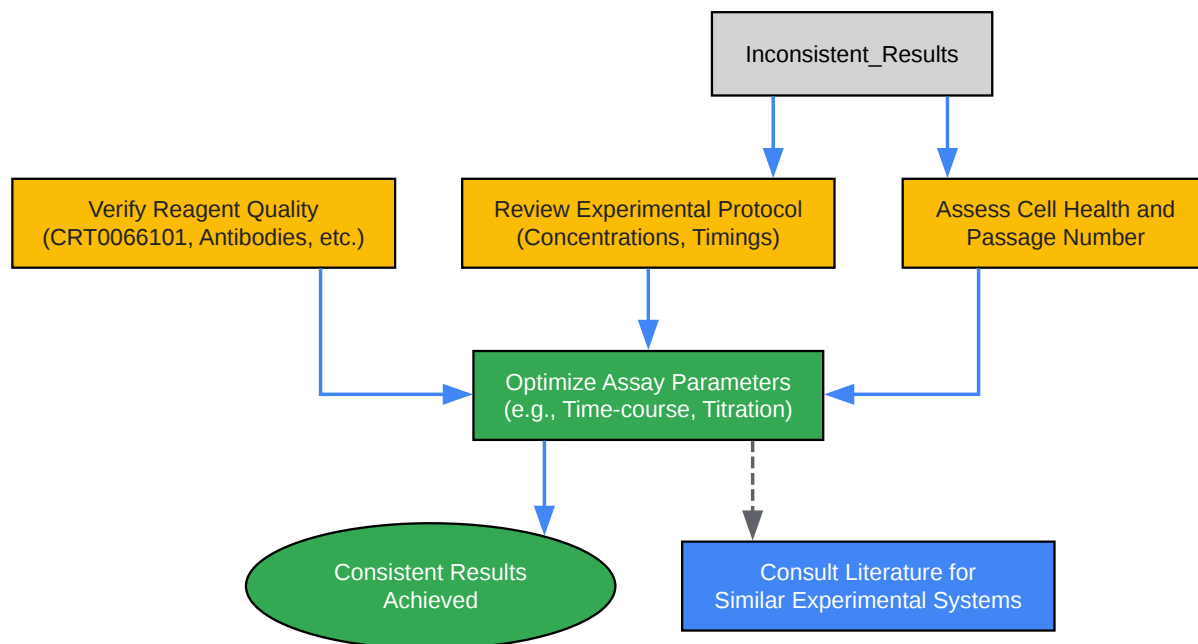 Inconsistent_Results
Verify Reagent Quality
(CRT0066101, Antibodies, etc.)
Review Experimental Protocol
(Concentrations, Timings)
Assess Cell Health and
Passage Number
Optimize Assay Parameters
(e.g., Time-course, Titration)
Consistent Results
Achieved
Consult Literature for
Similar Experimental Systems